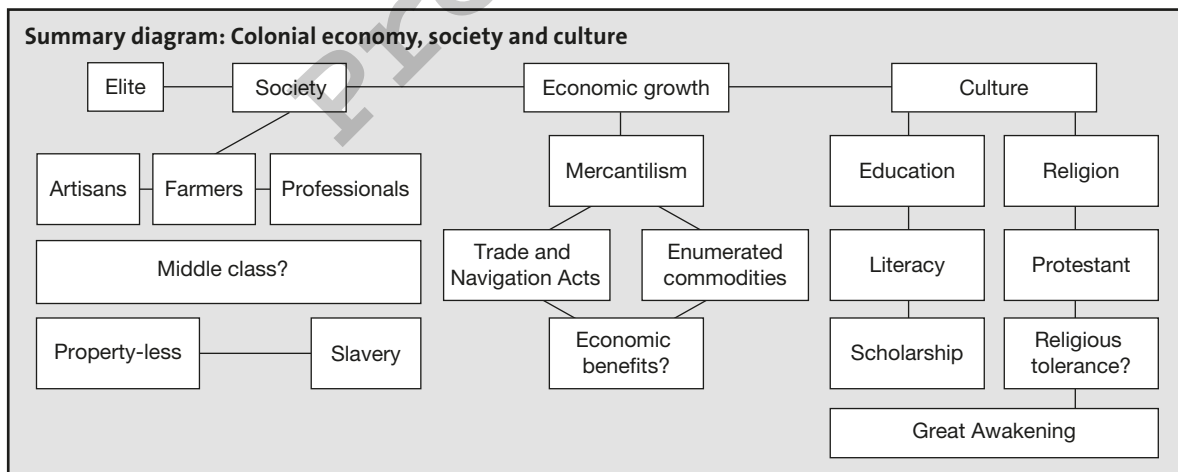 Summary diagram: Colonial economy, society and culture
Elite
Society
Economic growth
Culture
Artisans
Farmers
Professionals
Mercantilism
Education
Religion
Middle class?
Trade and
Navigation Acts
Enumerated
commodities
Literacy
Protestant
Property-less
Slavery
Economic
benefits?
Scholarship
Religious
tolerance?
Great Awakening